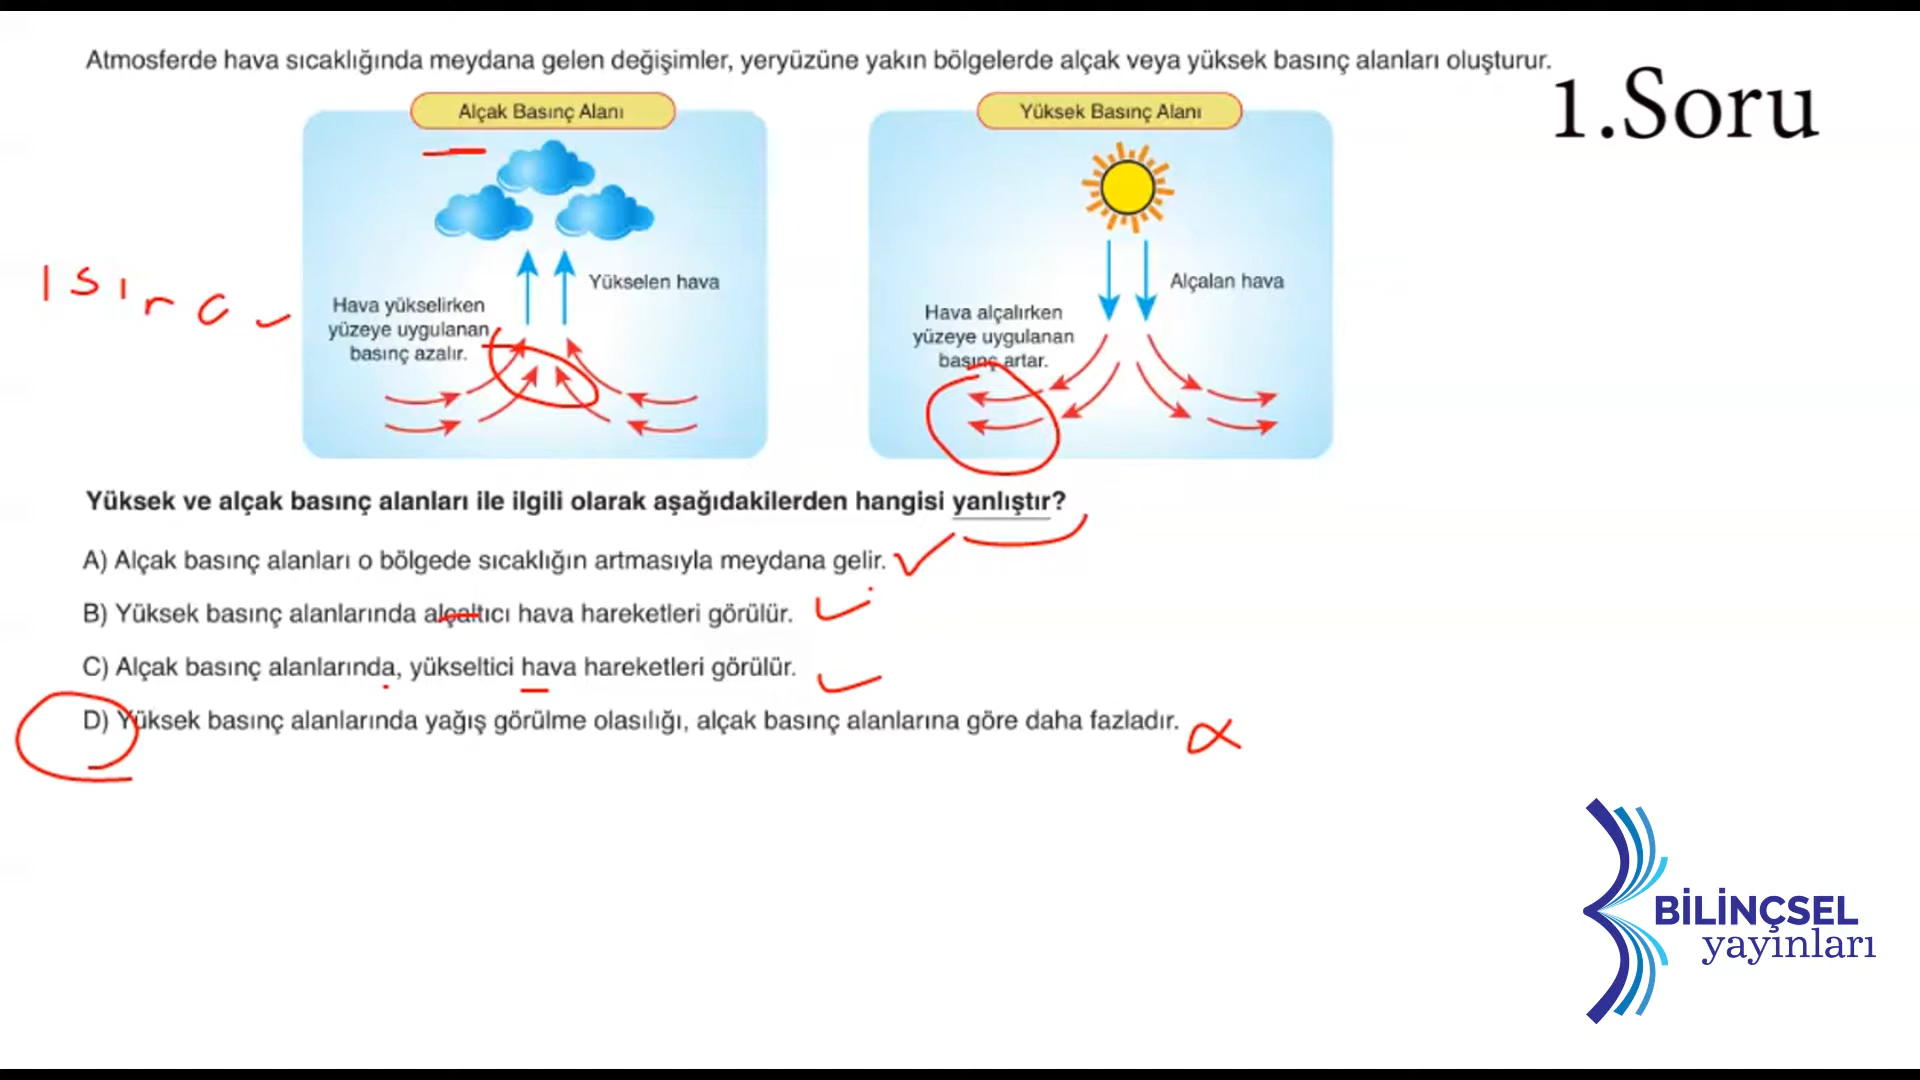 Atmosferde hava sıcaklığında meydana gelen değişimler, yeryüzüne yakın bölgelerde alçak veya yüksek basınç alanları oluşturur.
1.Soru
Alçak Basınç Alanı
Yükselen hava
Hava yükselirken
yüzeye uygulanan
basınç azalır.
Yüksek Basınç Alanı
Alçalan hava
Hava alçalırken
yüzeye uygulanan
basınç artar.
Yüksek ve alçak basınç alanları ile ilgili olarak aşağıdakilerden hangisi yanlıştır?
A) Alçak basınç alanları o bölgede sıcaklığın artmasıyla meydana gelir.
B) Yüksek basınç alanlarında alçaltıcı hava hareketleri görülür.
C) Alçak basınç alanlarında, yükseltici hava hareketleri görülür.
D) Yüksek basınç alanlarında yağış görülme olasılığı, alçak basınç alanlarına göre daha fazladır.
BİLİNÇSEL
yayınları